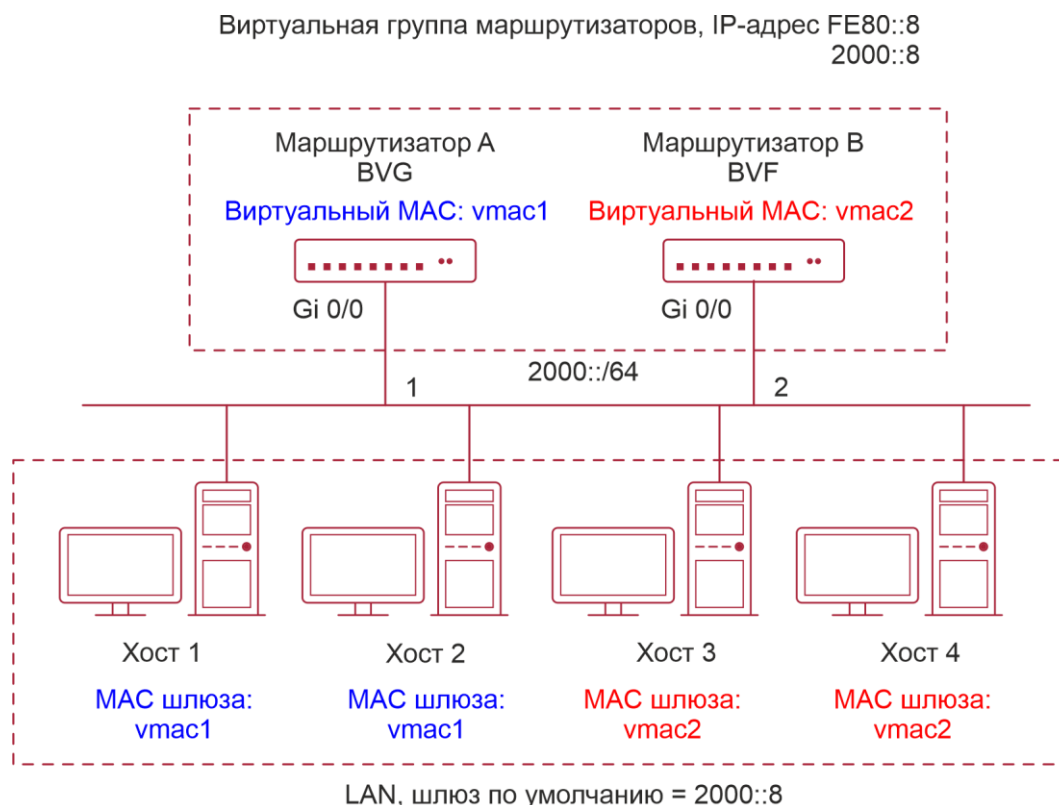 Виртуальная группа маршрутизаторов, IP-адрес FE80::8
2000::8
Маршрутизатор A
BVG
Виртуальный MAC: vmac1
Маршрутизатор B
BVF
Виртуальный MAC: vmac2
Gi 0/0
Gi 0/0
2000::/64
1
2
Хост 1
Хост 2
Хост 3
Хост 4
MAC шлюза:
vmac1
MAC шлюза:
vmac1
MAC шлюза:
vmac2
MAC шлюза:
vmac2
LAN, шлюз по умолчанию = 2000::8